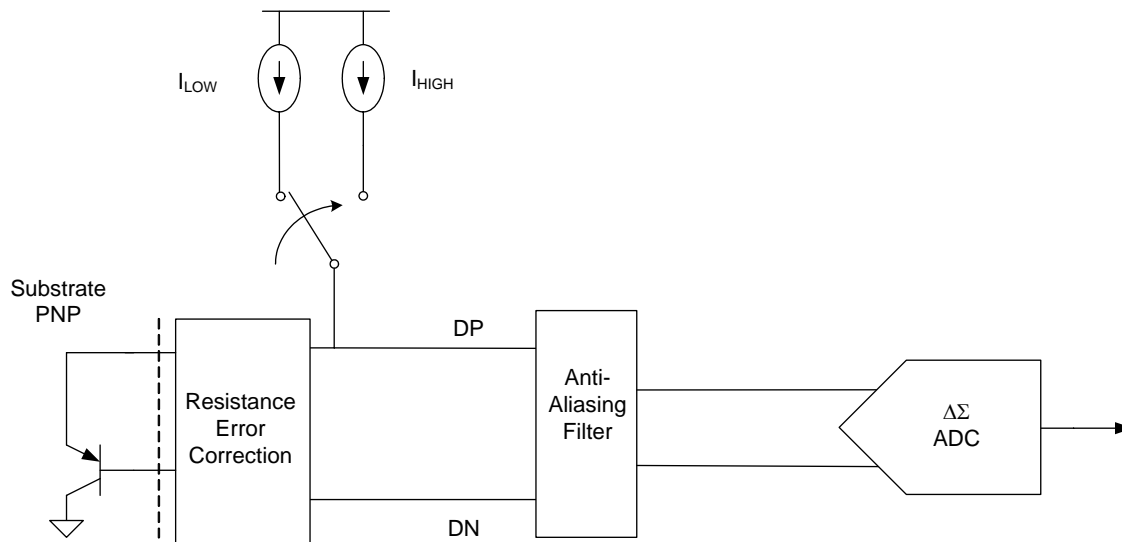 I_LOW
I_HIGH
Substrate
PNP
Resistance
Error
Correction
DP
DN
Anti-
Aliasing
Filter
ΔΣ
ADC